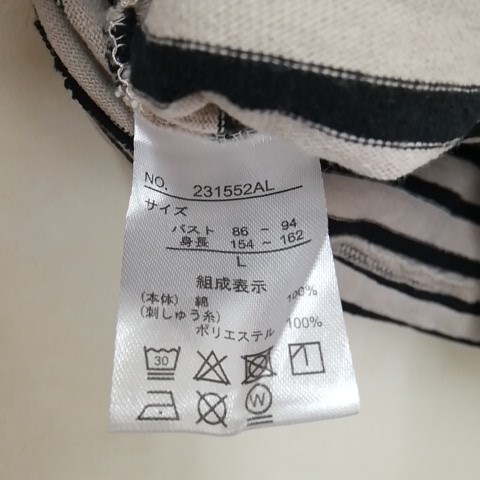 NO. 231552AL
サイズ
バスト 86 ~ 94
身長 154 ~ 162
L
組成表示
(本体) 綿 100%
(刺しゅう糸)
ポリエステル 100%
30
W